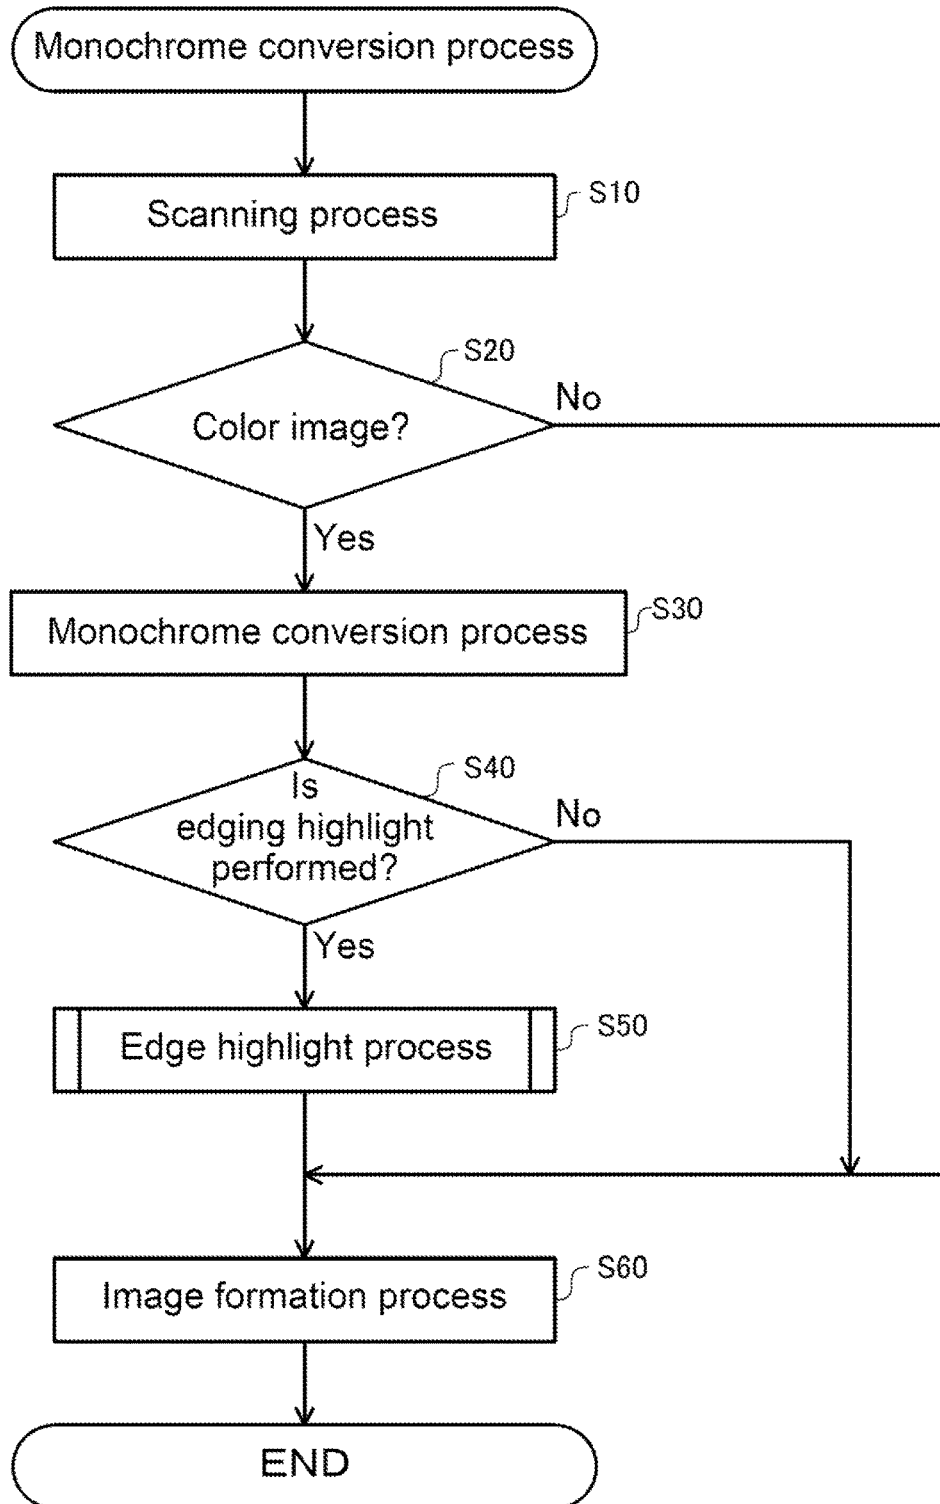 Monochrome conversion process
Scanning process
S10
S20
Color image?
No
Yes
Monochrome conversion process
S30
S40
Is
edging highlight
performed?
No
Yes
Edge highlight process
S50
Image formation process
S60
END